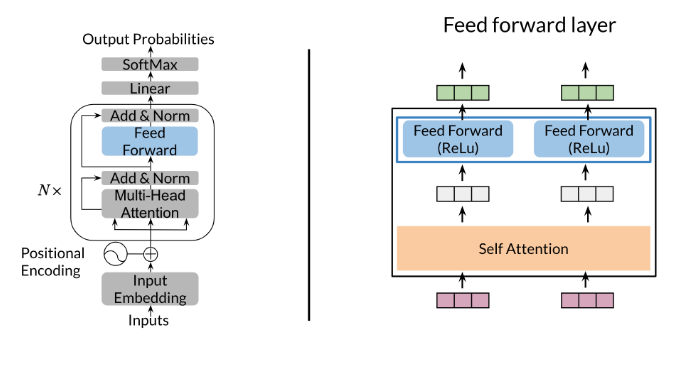 Output Probabilities
SoftMax
Linear
Add & Norm
Feed
Forward
Add & Norm
Multi-Head
Attention
N×
Positional
Encoding
Input
Embedding
Inputs
Feed forward layer
Feed Forward
(ReLu)
Feed Forward
(ReLu)
Self Attention